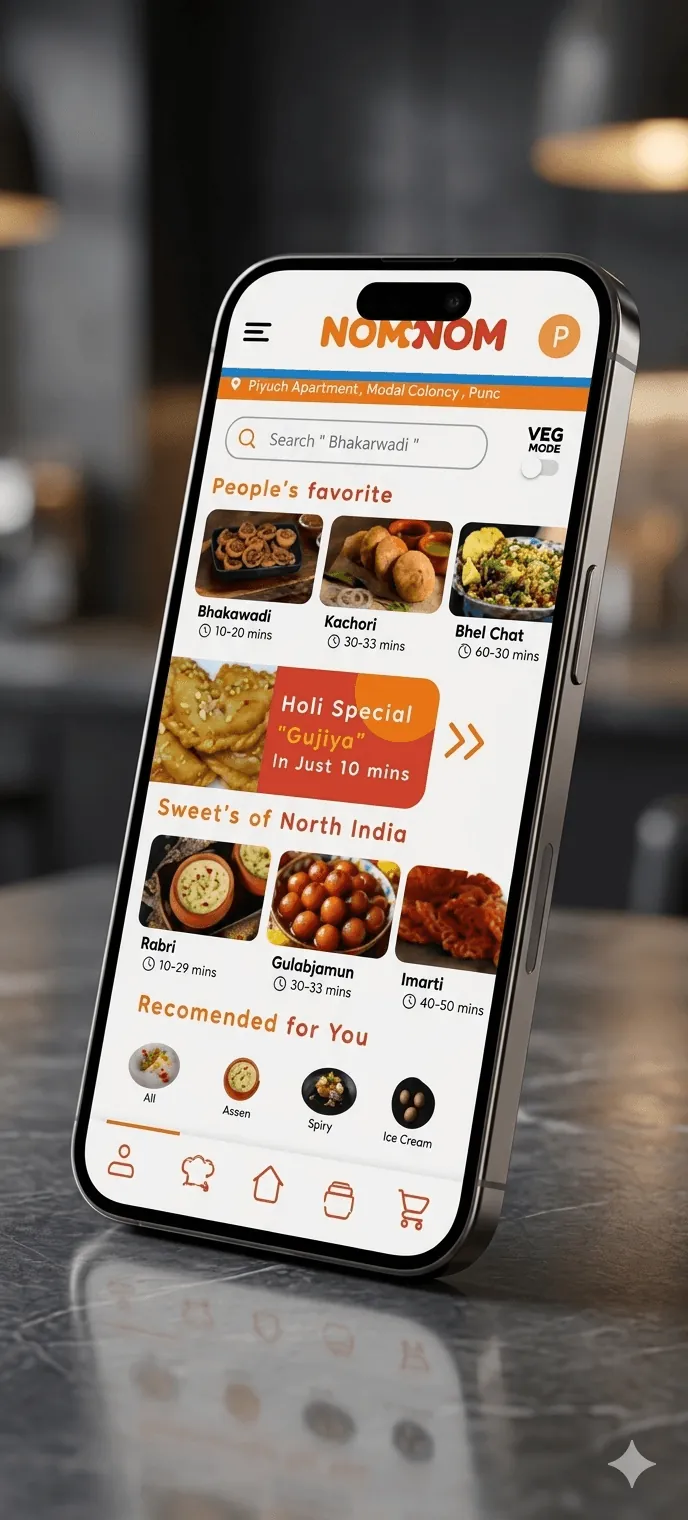 NOMNOM
P
Piyuch Apartment, Modal Coloncy, Punc
Search " Bhakarwadi "
VEG
MODE
People's favorite
Bhakawadi
10-20 mins
Kachori
30-33 mins
Bhel Chat
60-30 mins
Holi Special
"Gujiya"
In Just 10 mins
Sweet's of North India
Rabri
10-29 mins
Gulabjamun
30-33 mins
Imarti
40-50 mins
Recomended for You
All
Assen
Spiry
Ice Cream